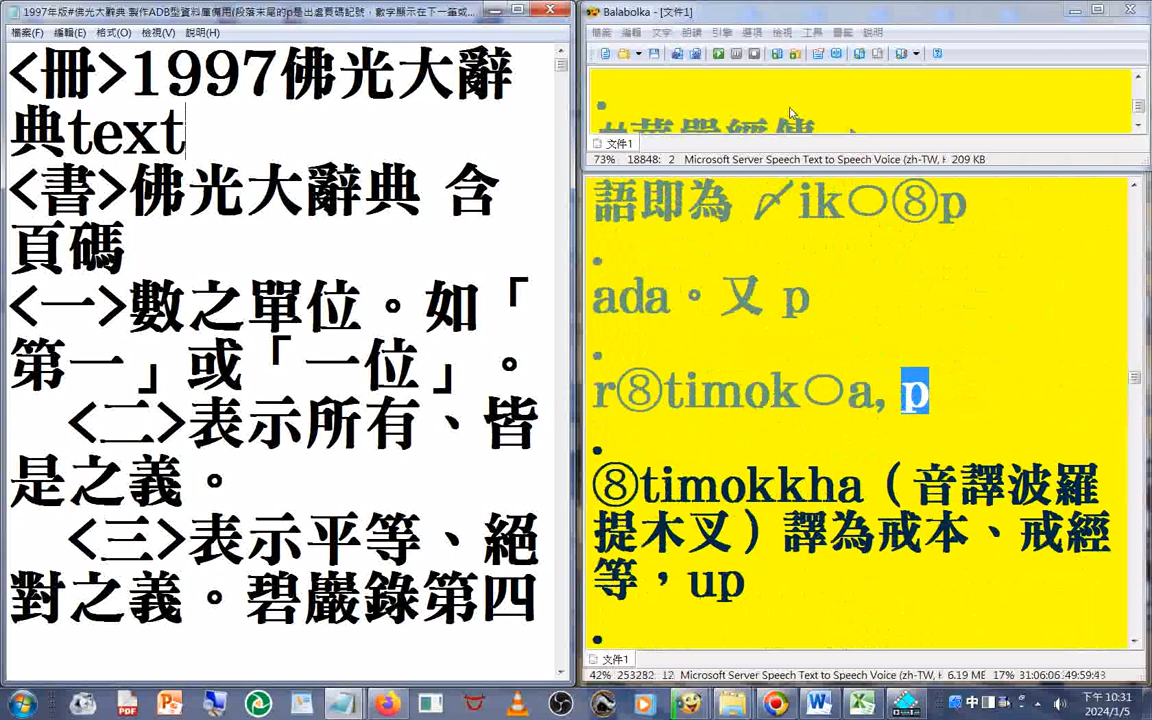 1997年版#佛光大辭典 製作ADB型資料庫備用(段落末尾的p是出處頁碼記號，數字顯示在下一筆或...
檔案(F) 編輯(E) 格式(O) 檢視(V) 說明(H)
<冊>1997佛光大辭
典text
<書>佛光大辭典 含
頁碼
<一>數之單位。如「
第一」或「一位」。
<二>表示所有、皆
是之義。
<三>表示平等、絕
對之義。碧巖錄第四
Balabolka - [文件1]
檔案 編輯 文字 朗讀 引擎 選項 檢視 工具 書籤 說明
.
#華嚴經傳、
文件1
73% 18848: 2 Microsoft Server Speech Text to Speech Voice (zh-TW, H 209 KB
語即為 〆ik○⑧p
.
ada。又 p
.
r⑧timok○a, p
.
⑧timokkha（音譯波羅
提木叉）譯為戒本、戒經
等，up
.
文件1
42% 253282: 12 Microsoft Server Speech Text to Speech Voice (zh-TW, H 6.19 MB 17% 31:06:06/49:59:43
中
下午 10:31
2024/1/5